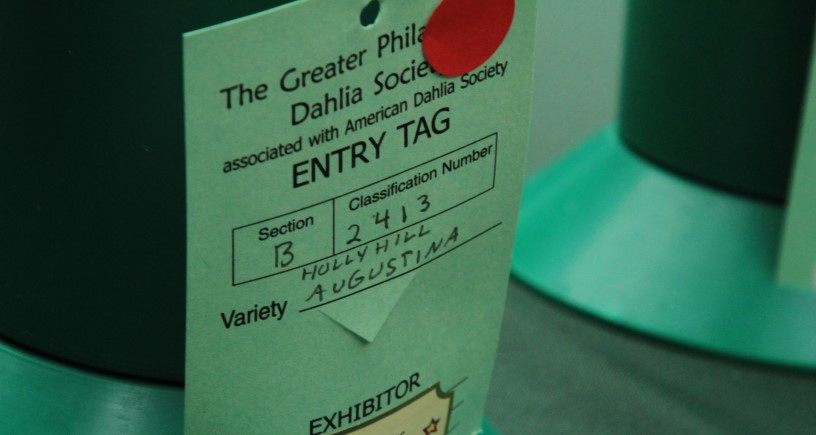 The Greater Phila
Dahlia Socie
associated with American Dahlia Society
ENTRY TAG
Section
Classification Number
B
2413
HOLLYHILL
AUGUSTINA
Variety
EXHIBITOR